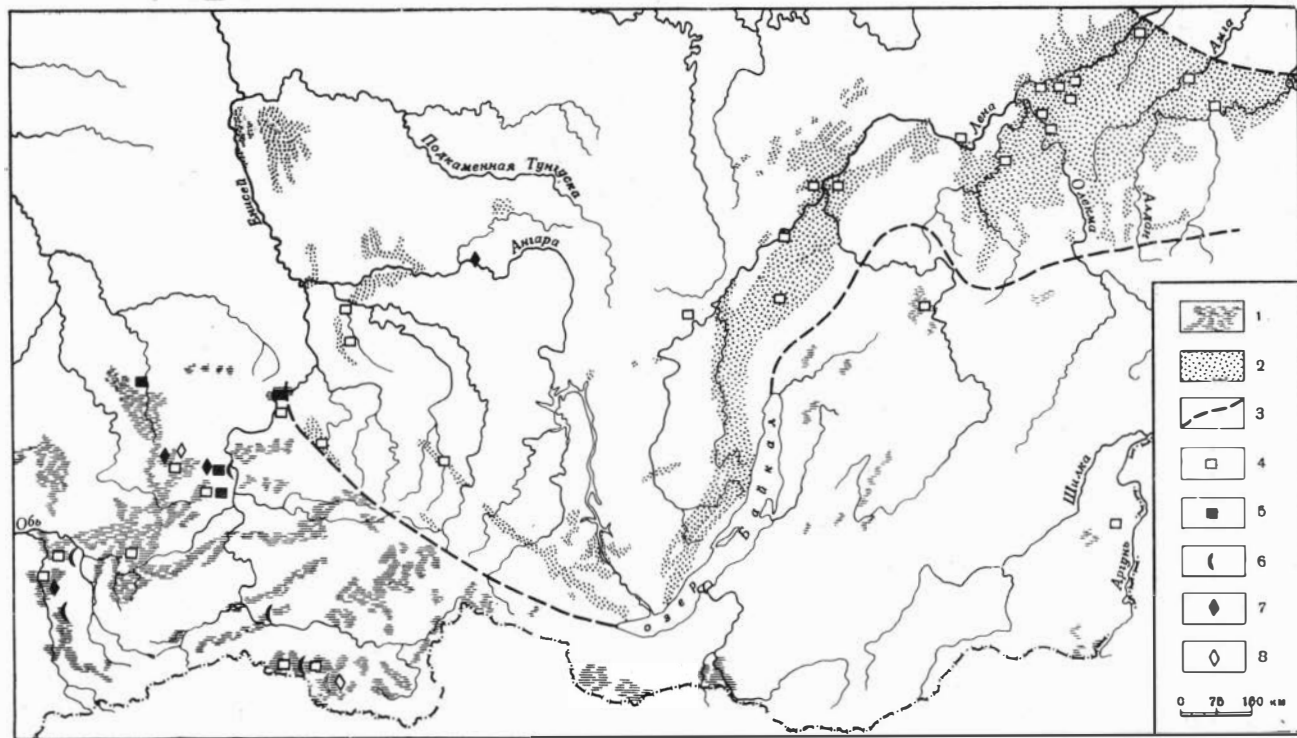 Енисей
Подкаменная Тунгуска
Ангара
Лена
Амга
Олекма
Алдан
Обь
озеро Байкал
Шилка
Аргунь
?
1
2
3
4
5
6
7
8
0 75 150 км